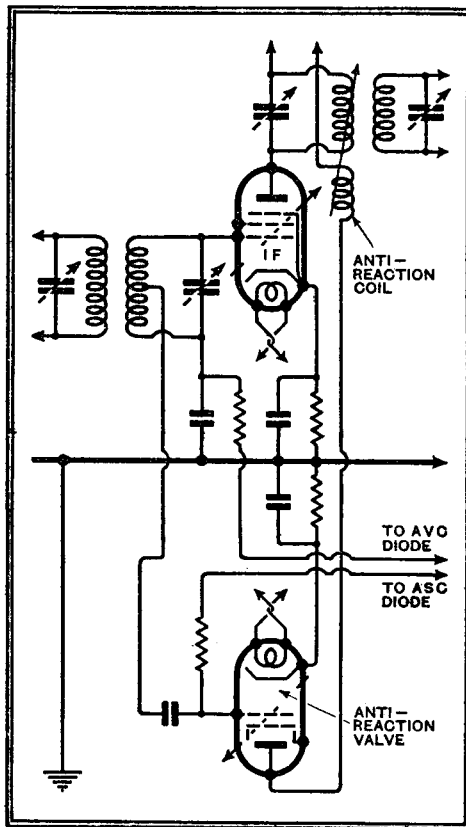 IF
ANTI-
REACTION
COIL
TO AVC
DIODE
TO ASC
DIODE
ANTI-
REACTION
VALVE